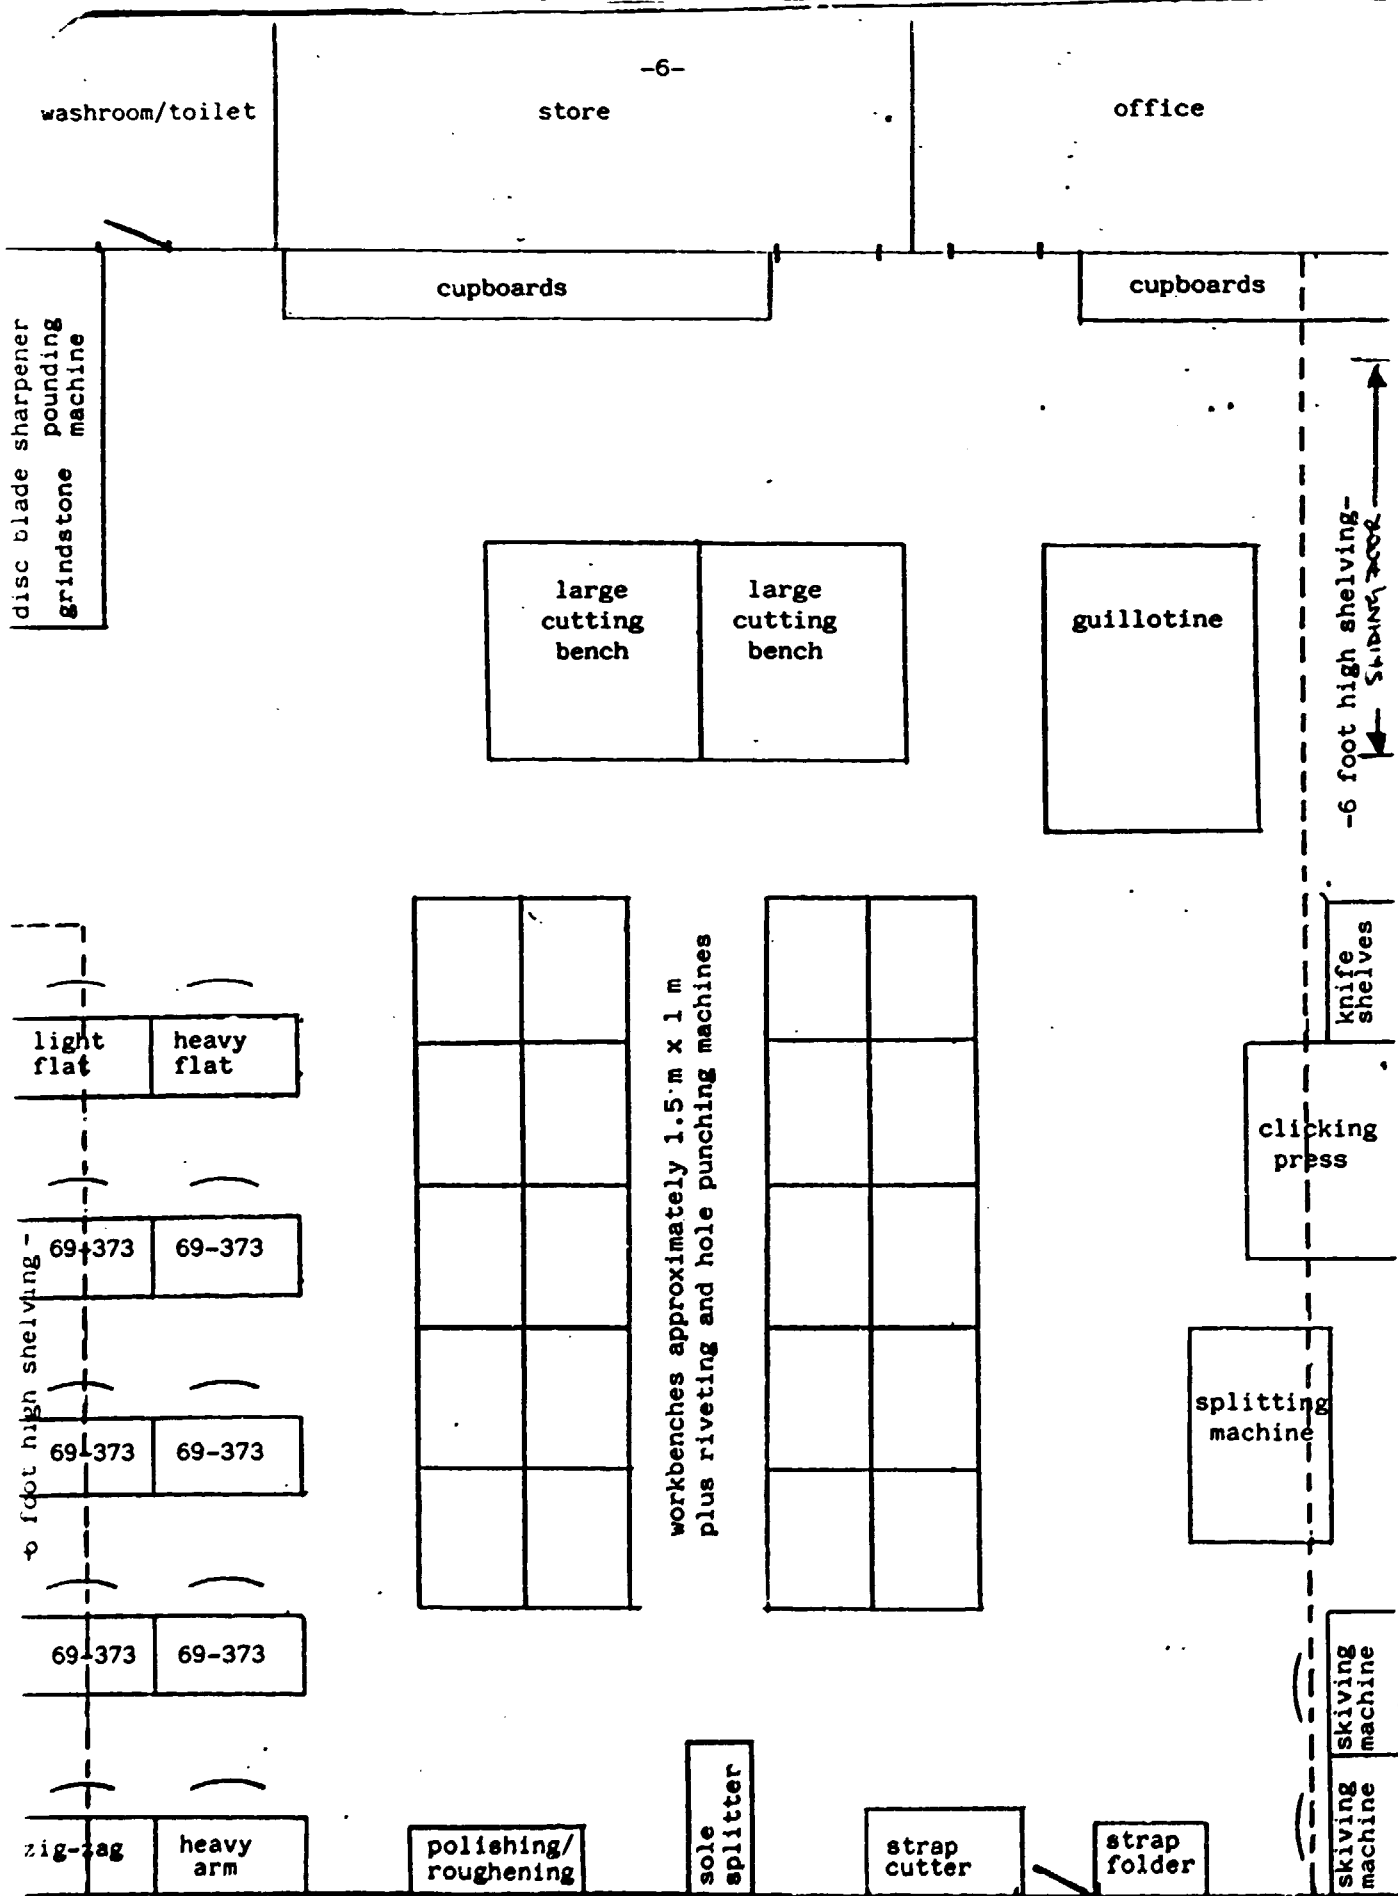 -6-
washroom/toilet
store
office
cupboards
cupboards
disc blade sharpener
grindstone pounding
machine
-6 foot high shelving-
SLIDING DOOR
large
cutting
bench
large
cutting
bench
guillotine
knife
shelves
light
flat
heavy
flat
workbenches approximately 1.5 m x 1 m
plus riveting and hole punching machines
clicking
press
69-373
69-373
-6 foot high shelving-
69-373
69-373
splitting
machine
69-373
69-373
skiving
machine
skiving
machine
zig-zag
heavy
arm
polishing/
roughening
sole
splitter
strap
cutter
strap
folder